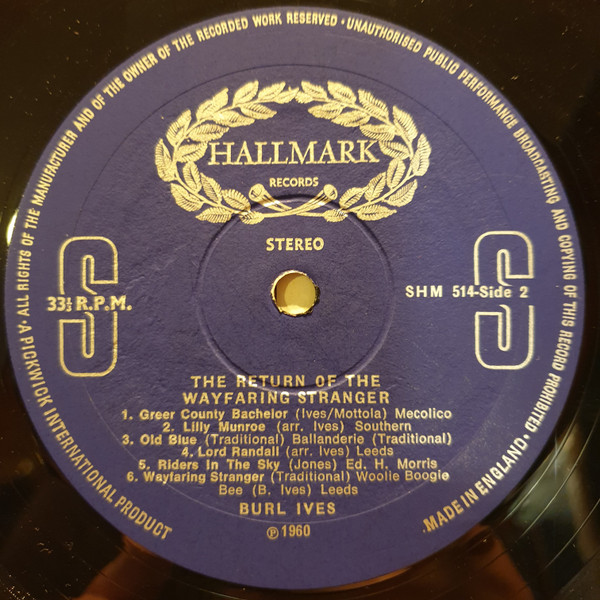 • ALL RIGHTS OF THE MANUFACTURER AND OF THE OWNER OF THE RECORDED WORK RESERVED • UNAUTHORISED PUBLIC PERFORMANCE BROADCASTING AND COPYING OF THIS RECORD PROHIBITED •
HALLMARK
RECORDS
STEREO
S
S
33⅓ R.P.M.
SHM 514-Side 2
THE RETURN OF THE
WAYFARING STRANGER
1. Greer County Bachelor (Ives/Mottola) Mecolico
2. Lilly Munroe (arr. Ives) Southern
3. Old Blue (Traditional) Ballanderie (Traditional)
4. Lord Randall (arr. Ives) Leeds
5. Riders In The Sky (Jones) Ed. H. Morris
6. Wayfaring Stranger (Traditional) Woolie Boogie
Bee (B. Ives) Leeds
BURL IVES
℗ 1960
A PICKWICK INTERNATIONAL PRODUCT
.MADE IN ENGLAND